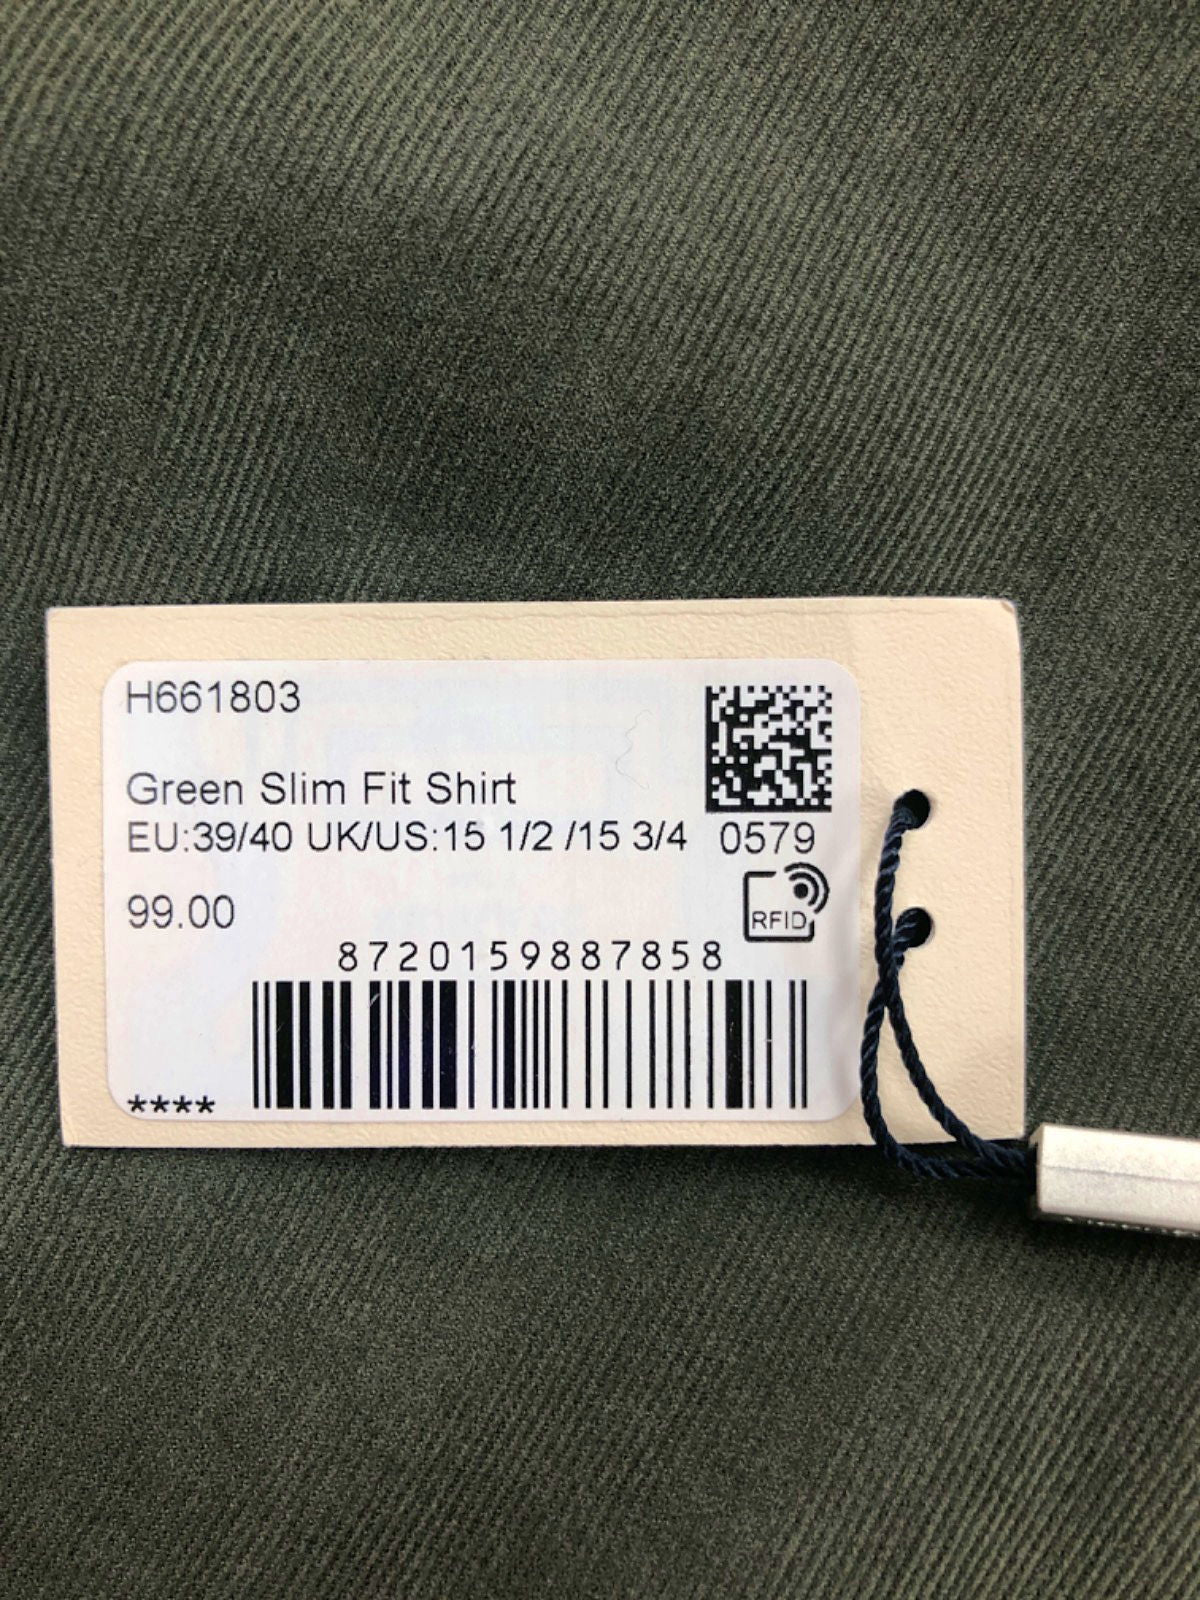 H661803
Green Slim Fit Shirt
EU:39/40 UK/US:15 1/2 /15 3/4 0579
99.00
RFID
8720159887858
****